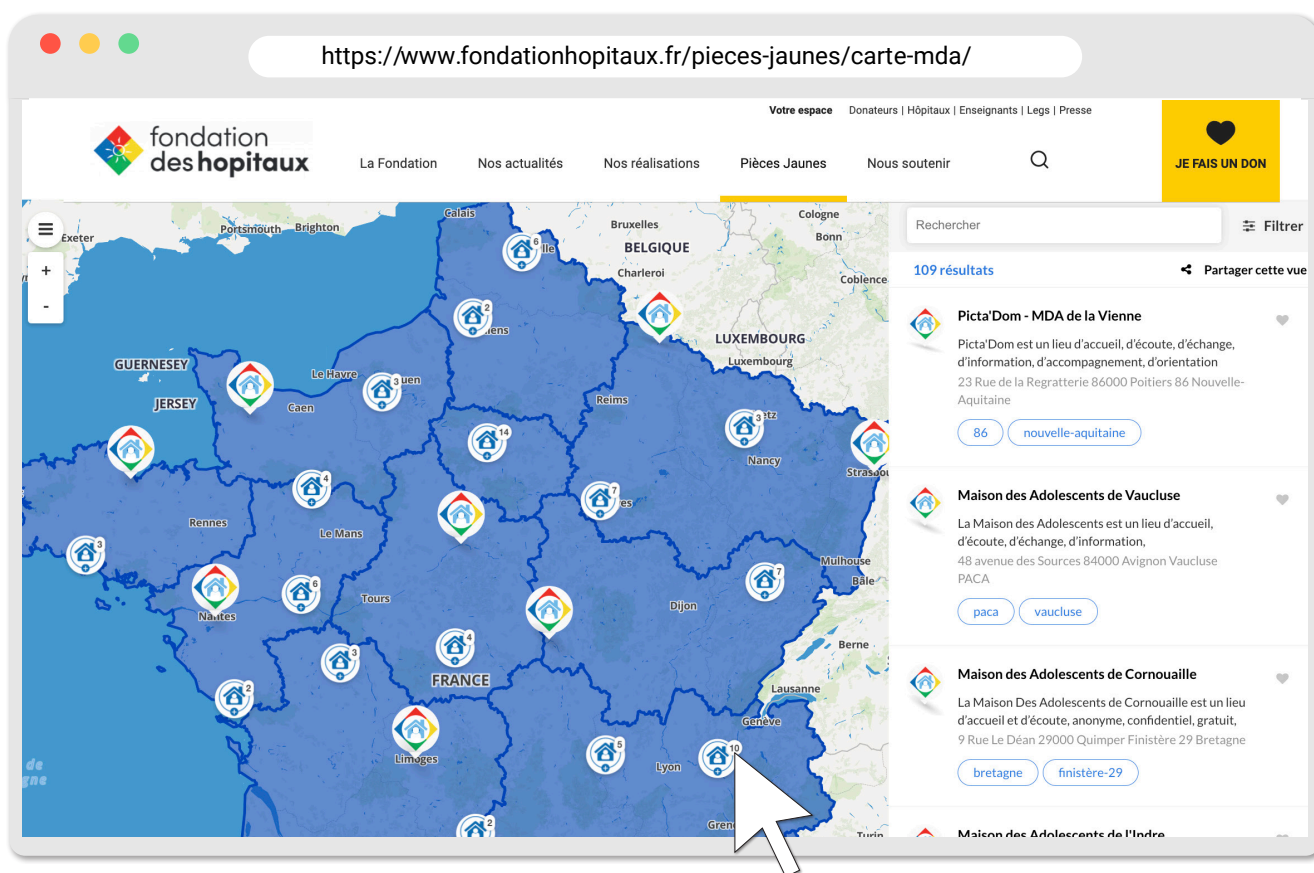 https://www.fondationhopitaux.fr/pieces-jaunes/carte-mda/
Votre espace Donateurs | Hôpitaux | Enseignants | Legs | Presse
fondation
des hopitaux
La Fondation Nos actualités Nos réalisations Pièces Jaunes Nous soutenir
JE FAIS UN DON
Rechercher
Filtrer
109 résultats
Partager cette vue
Picta'Dom - MDA de la Vienne
Picta'Dom est un lieu d'accueil, d'écoute, d'échange,
d'information, d'accompagnement, d'orientation
23 Rue de la Regratterie 86000 Poitiers 86 Nouvelle-
Aquitaine
86 nouvelle-aquitaine
Maison des Adolescents de Vaucluse
La Maison des Adolescents est un lieu d'accueil,
d'écoute, d'échange, d'information,
48 avenue des Sources 84000 Avignon Vaucluse
PACA
paca vaucluse
Maison des Adolescents de Cornouaille
La Maison Des Adolescents de Cornouaille est un lieu
d'accueil et d'écoute, anonyme, confidentiel, gratuit,
9 Rue Le Déan 29000 Quimper Finistère 29 Bretagne
bretagne finistère-29
Maison des Adolescents de l'Indre
+
-
Exeter
Portsmouth
Brighton
Calais
Bruxelles
BELGIQUE
Charleroi
Cologne
Bonn
Coblence
6
2
LUXEMBOURG
Luxembourg
GUERNESEY
JERSEY
Le Havre
3
Caen
Reims
14
3
Nancy
4
7
Rennes
Le Mans
3
Mulhouse
Bâle
7
Nantes
6
Tours
Dijon
Berne
4
3
FRANCE
2
Lausanne
Genève
Limoges
5
Lyon
10
2
Turin